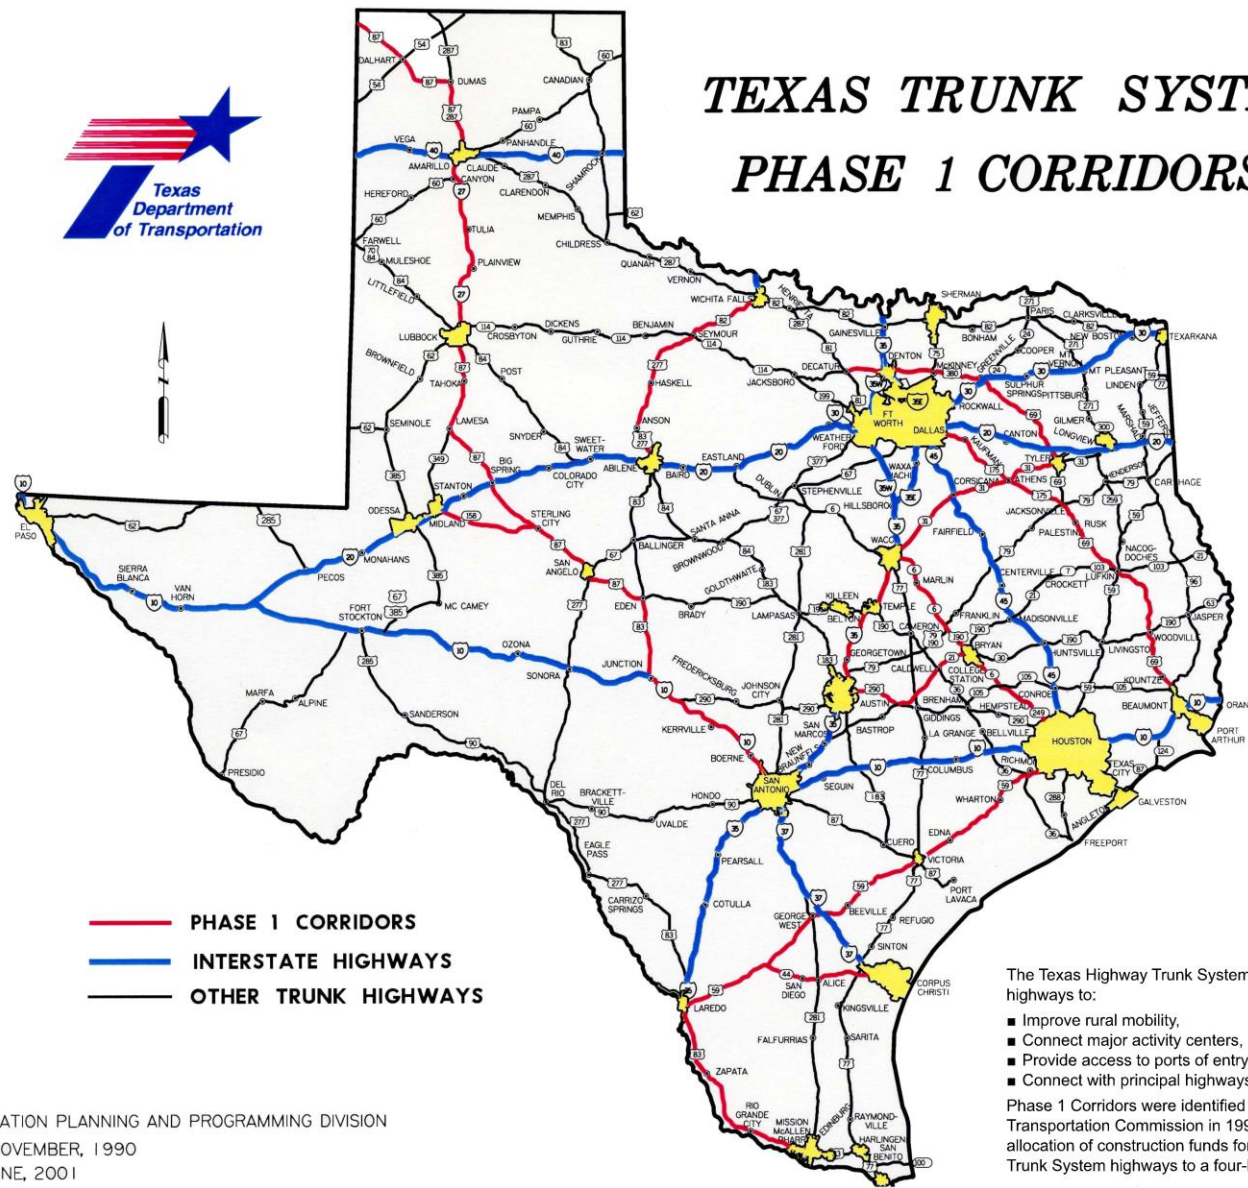 TEXAS TRUNK SYST
PHASE 1 CORRIDORS
Texas
Department
of Transportation
DALHART
DUMAS
CANADIAN
PAMPA
PANHANDLE
VEGA
AMARILLO
CLAUDE
CANYON
CLARENDON
SHAMROCK
HEREFORD
MEMPHIS
TULIA
CHILDRESS
FARWELL
MULESHOE
PLAINVIEW
QUANAH
VERNON
LITTLEFIELD
WICHITA FALLS
HENRIETTA
SHERMAN
PARIS
CLARKSVILLE
NEW BOSTON
TEXARKANA
LUBBOCK
CROSBYTON
DICKENS
GUTHRIE
BENJAMIN
SEYMOUR
GAINESVILLE
BONHAM
COOPER
GREENVILLE
MT VERNON
MT PLEASANT
DENTON
McKINNEY
DECATUR
SULPHUR
SPRINGS
PITTSBURG
LINDEN
BROWNFIELD
TAHOKA
POST
HASKELL
JACKSBORO
ROCKWALL
GILMER
JEFFERS
MARSHALL
SEMINOLE
LAMESA
SNYDER
ANSON
FT
WORTH
DALLAS
CANTON
LONGVIEW
SWEET-
WATER
ABILENE
BAIRD
EASTLAND
WEATHER
FORD
KAUFMAN
TYLER
HENDERSON
CARTHAGE
BIG
SPRING
COLORADO
CITY
STANTON
MIDLAND
ODESSA
DUBLIN
STEPHENVILLE
WAXA
HACHIE
HILLSBORO
CORSICANA
ATHENS
JACKSONVILLE
RUSK
EL
PASO
MONAHANS
PECOS
STERLING
CITY
SANTA ANNA
BALLINGER
BROWNWOOD
WACO
FAIRFIELD
PALESTINE
NACOG-
DOCHES
SIERRA
BLANCA
VAN
HORN
SAN
ANGELO
GOLDTHWAITE
MARLIN
CENTERVILLE
CROCKETT
LUFKIN
FORT
STOCKTON
MC CAMEY
EDEN
BRADY
LAMPASAS
KILLEEN
BELTON
TEMPLE
CAMERON
FRANKLIN
MADISONVILLE
JASPER
WOODVILLE
OZONA
SONORA
JUNCTION
FREDERICKSBURG
JOHNSON
CITY
GEORGETOWN
CALDWELL
BRYAN
COLLEGE
STATION
HUNTSVILLE
LIVINGSTON
KOUNTZE
MARFA
ALPINE
SANDERSON
KERRVILLE
AUSTIN
SAN
MARCOS
BASTROP
GIDDINGS
BRENHAM
HEMPSTEAD
CONROE
BEAUMONT
ORAN
PORT
ARTHUR
PRESIDIO
BOERNE
NEW
BRAUNFELS
LA GRANGE
BELLVILLE
HOUSTON
DEL
RIO
BRACKETT-
VILLE
HONDO
UVALDE
SAN
ANTONIO
SEGUIN
COLUMBUS
RICHMO
TEXAS
CITY
GALVESTON
WHARTON
ANGLETON
FREEPORT
EAGLE
PASS
PEARSALL
CUERO
EDNA
VICTORIA
PORT
LAVACA
CARRIZO
SPRINGS
COTULLA
GEORGE
WEST
BEEVILLE
REFUGIO
SINTON
LAREDO
SAN
DIEGO
ALICE
CORPUS
CHRISTI
KINGSVILLE
FALFURRIAS
SARITA
ZAPATA
RIO
GRANDE
CITY
MISSION
McALLEN
PHARR
EDINBURG
RAYMOND-
VILLE
HARLINGEN
SAN
BENITO
PHASE 1 CORRIDORS
INTERSTATE HIGHWAYS
OTHER TRUNK HIGHWAYS
The Texas Highway Trunk System
highways to:
■ Improve rural mobility,
■ Connect major activity centers,
■ Provide access to ports of entry
■ Connect with principal highways
Phase 1 Corridors were identified
Transportation Commission in 199
allocation of construction funds for
Trunk System highways to a four-l
ATION PLANNING AND PROGRAMMING DIVISION
OVEMBER, 1990
NE, 2001